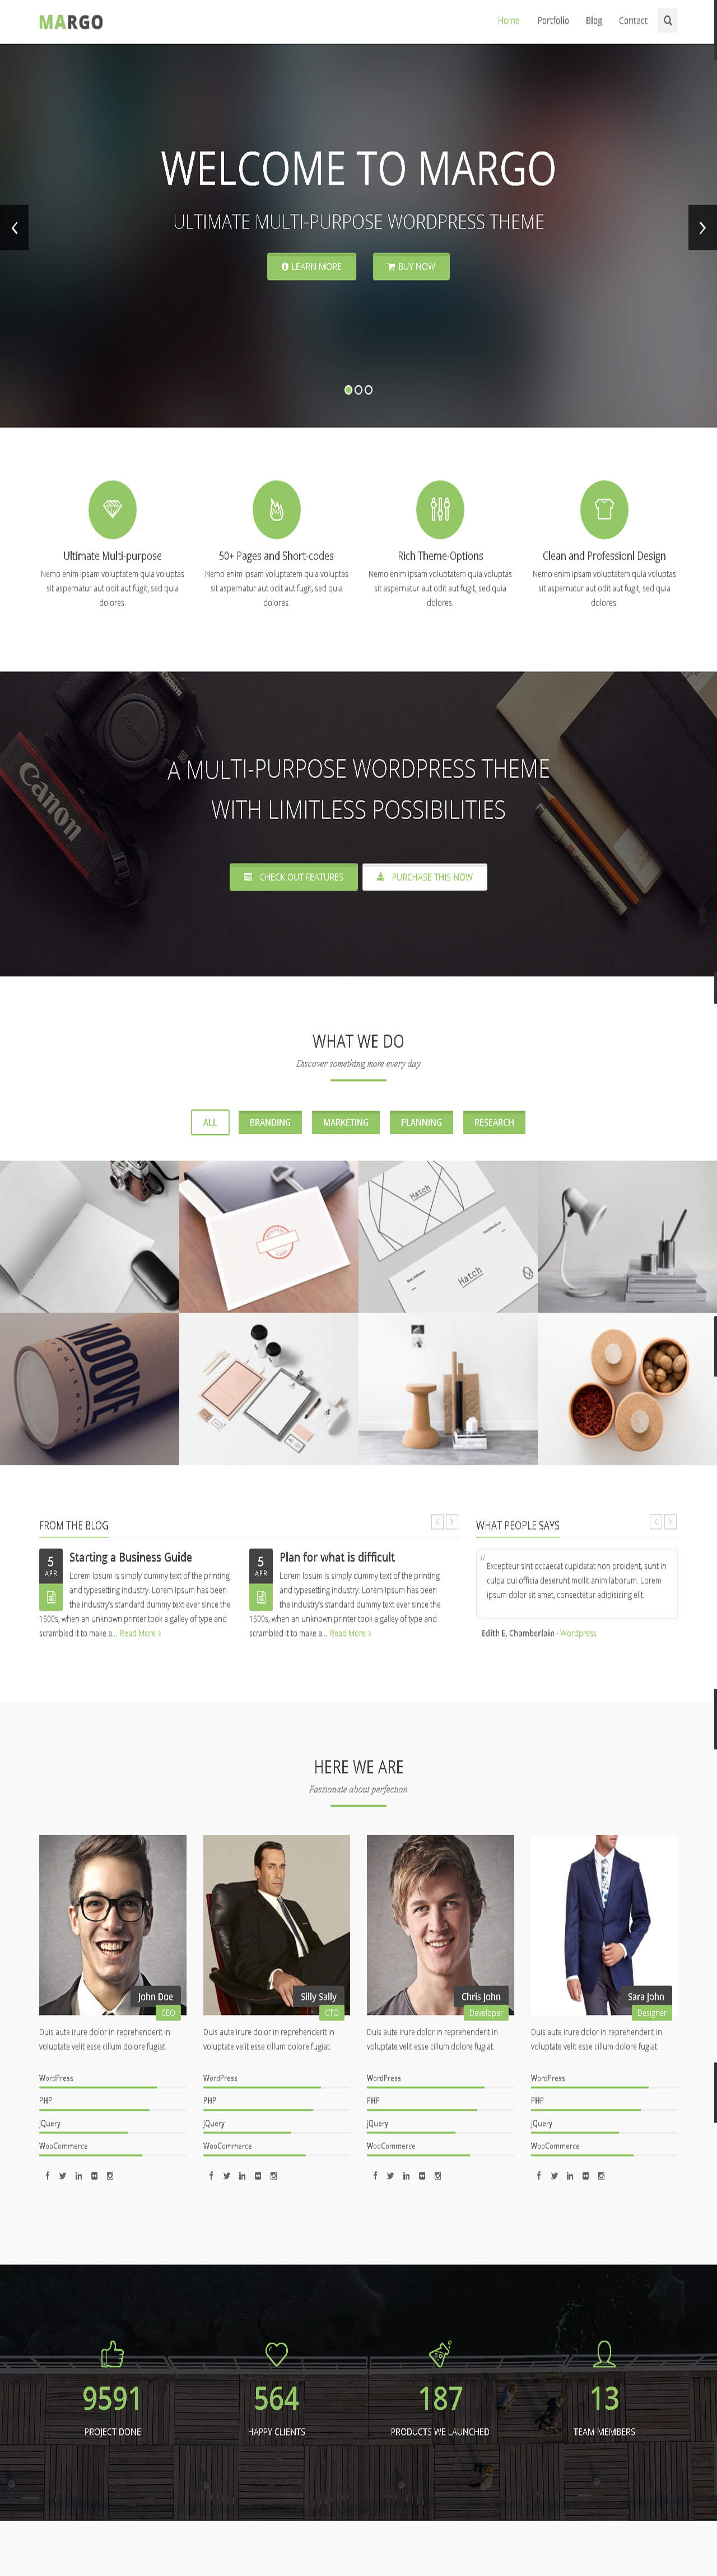 MARGO
Home Portfolio Blog Contact
WELCOME TO MARGO
ULTIMATE MULTI-PURPOSE WORDPRESS THEME
LEARN MORE BUY NOW
Ultimate Multi-purpose
Nemo enim ipsam voluptatem quia voluptas
sit aspernatur aut odit aut fugit, sed quia
dolores.
50+ Pages and Short-codes
Nemo enim ipsam voluptatem quia voluptas
sit aspernatur aut odit aut fugit, sed quia
dolores.
Rich Theme-Options
Nemo enim ipsam voluptatem quia voluptas
sit aspernatur aut odit aut fugit, sed quia
dolores.
Clean and Professionl Design
Nemo enim ipsam voluptatem quia voluptas
sit aspernatur aut odit aut fugit, sed quia
dolores.
Canon
Canon
A MULTI-PURPOSE WORDPRESS THEME
WITH LIMITLESS POSSIBILITIES
CHECK OUT FEATURES PURCHASE THIS NOW
WHAT WE DO
Discover something more every day
ALL BRANDING MARKETING PLANNING RESEARCH
Hatch
Hatch
MOOVE
FROM THE BLOG
5
APR
Starting a Business Guide
Lorem Ipsum is simply dummy text of the printing
and typesetting industry. Lorem Ipsum has been
the industry's standard dummy text ever since the
1500s, when an unknown printer took a galley of type and
scrambled it to make a... Read More
5
APR
Plan for what is difficult
Lorem Ipsum is simply dummy text of the printing
and typesetting industry. Lorem Ipsum has been
the industry's standard dummy text ever since the
1500s, when an unknown printer took a galley of type and
scrambled it to make a... Read More
WHAT PEOPLE SAYS
Excepteur sint occaecat cupidatat non proident, sunt in
culpa qui officia deserunt mollit anim laborum. Lorem
ipsum dolor sit amet, consectetur adipisicing elit.
Edith E. Chamberlain - Wordpress
HERE WE ARE
Passionate about perfection
John Doe
CEO
Duis aute irure dolor in reprehenderit in
voluptate velit esse cillum dolore fugiat.
WordPress
PHP
jQuery
WooCommerce
Silly Sally
CTO
Duis aute irure dolor in reprehenderit in
voluptate velit esse cillum dolore fugiat.
WordPress
PHP
jQuery
WooCommerce
Chris John
Developer
Duis aute irure dolor in reprehenderit in
voluptate velit esse cillum dolore fugiat.
WordPress
PHP
jQuery
WooCommerce
Sara John
Designer
Duis aute irure dolor in reprehenderit in
voluptate velit esse cillum dolore fugiat.
WordPress
PHP
jQuery
WooCommerce
9591
PROJECT DONE
564
HAPPY CLIENTS
187
PRODUCTS WE LAUNCHED
13
TEAM MEMBERS